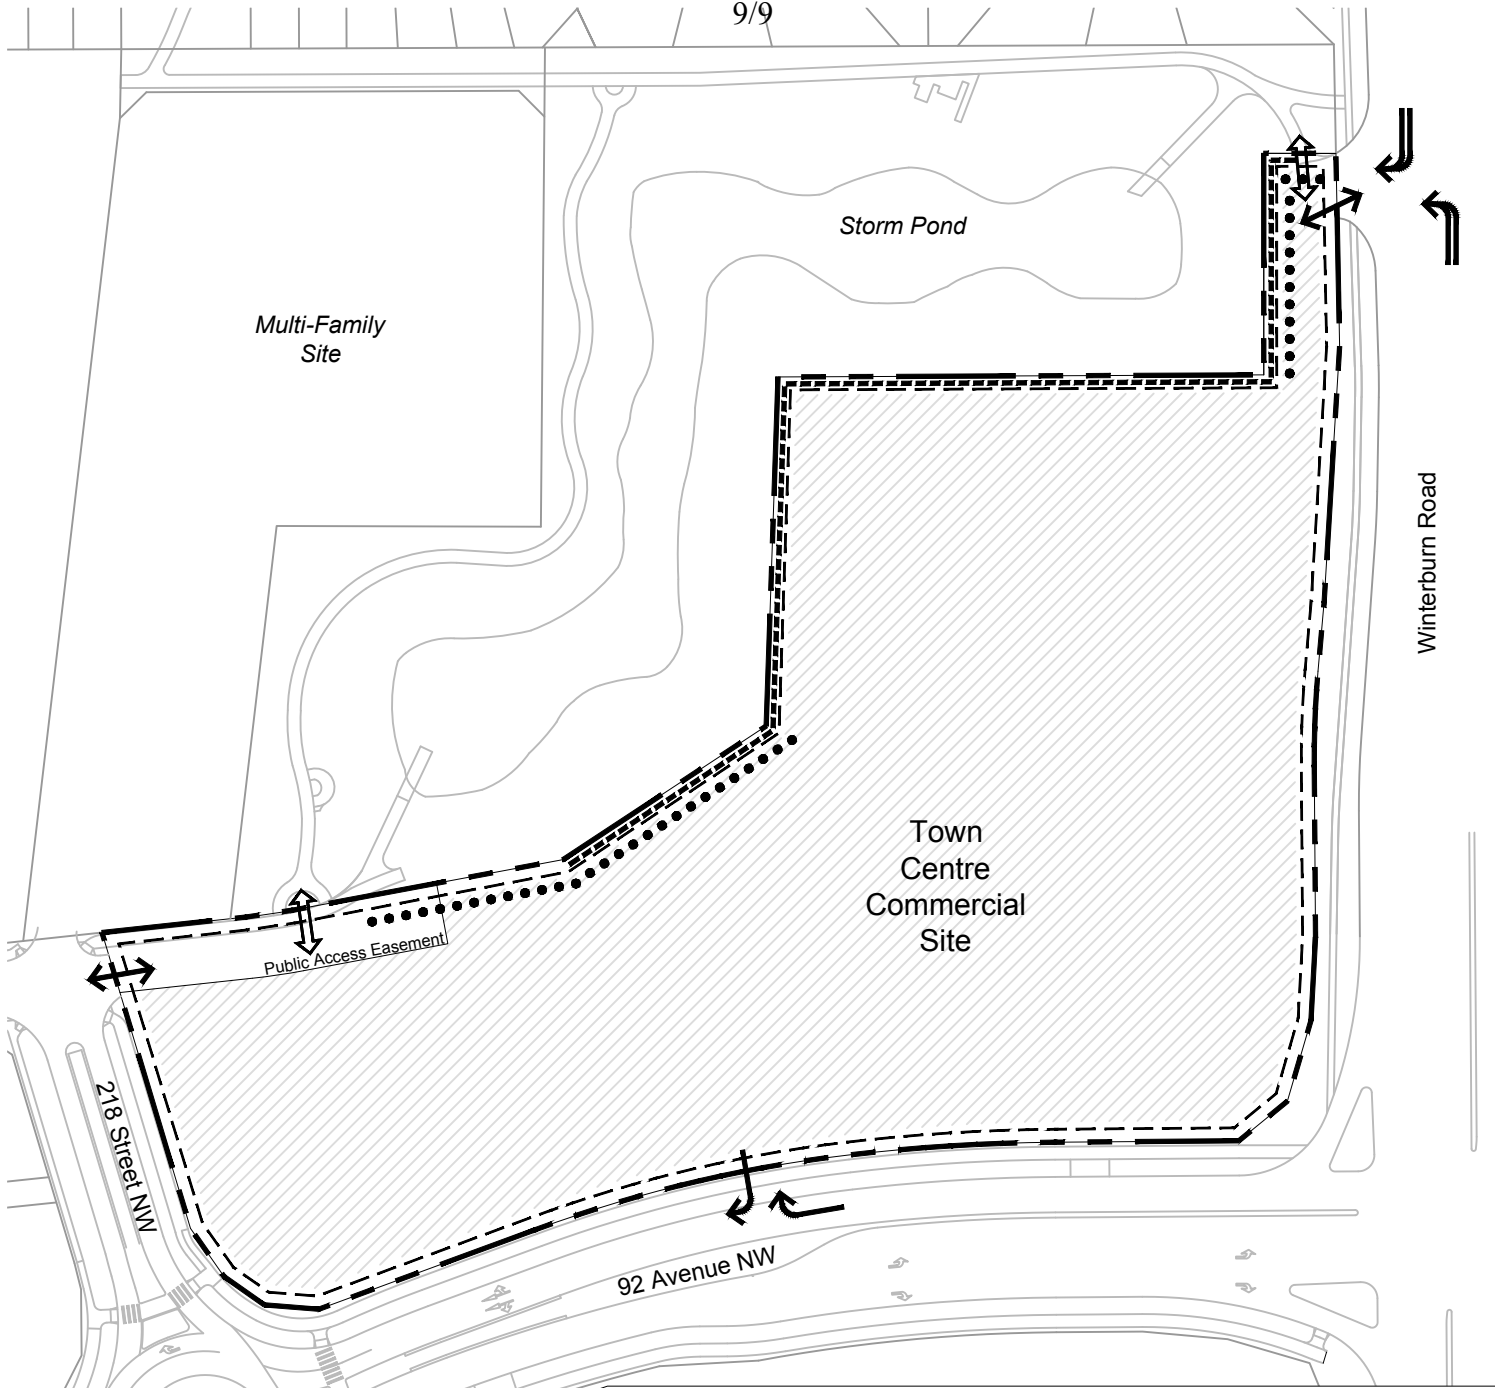 9/9
Storm Pond
Multi-Family
Site
Winterburn Road
Town
Centre
Commercial
Site
Public Access Easement
218 Street NW
92 Avenue NW